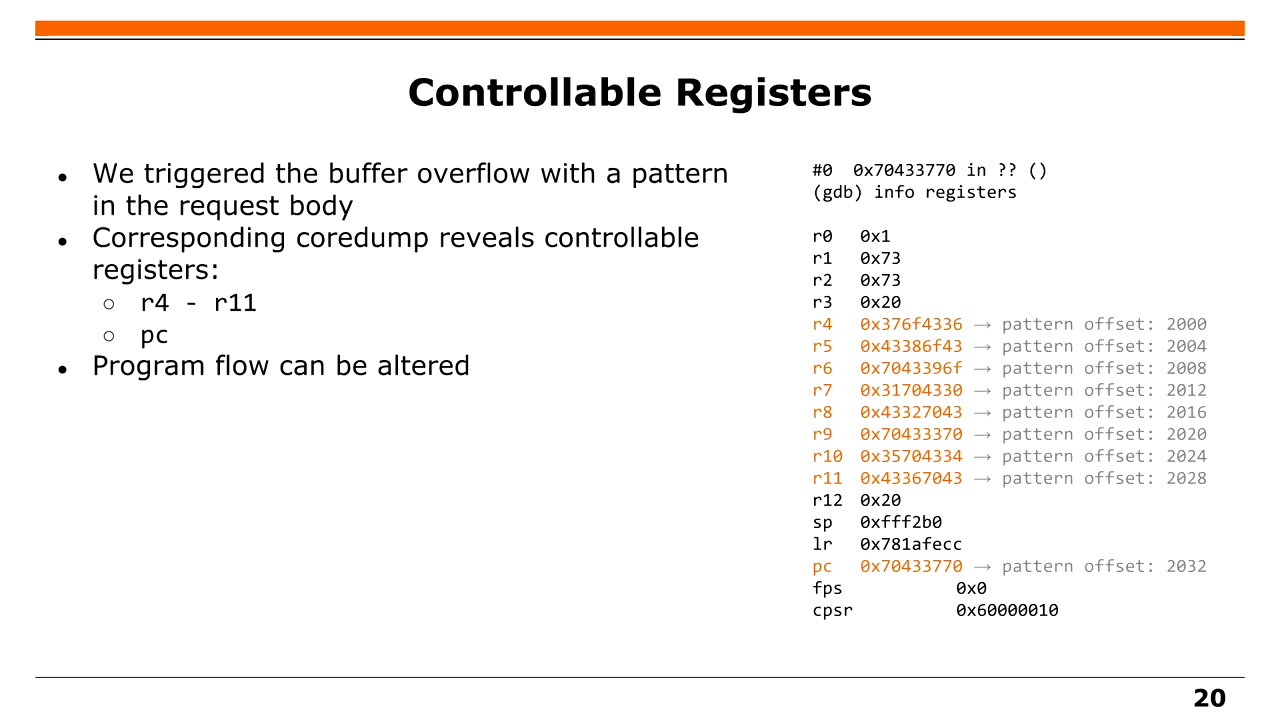 Controllable Registers
● We triggered the buffer overflow with a pattern
in the request body
● Corresponding coredump reveals controllable
registers:
○ r4 - r11
○ pc
● Program flow can be altered
#0 0x70433770 in ?? ()
(gdb) info registers
r0 0x1
r1 0x73
r2 0x73
r3 0x20
r4 0x376f4336 → pattern offset: 2000
r5 0x43386f43 → pattern offset: 2004
r6 0x7043396f → pattern offset: 2008
r7 0x31704330 → pattern offset: 2012
r8 0x43327043 → pattern offset: 2016
r9 0x70433370 → pattern offset: 2020
r10 0x35704334 → pattern offset: 2024
r11 0x43367043 → pattern offset: 2028
r12 0x20
sp 0xfff2b0
lr 0x781afecc
pc 0x70433770 → pattern offset: 2032
fps 0x0
cpsr 0x60000010
20